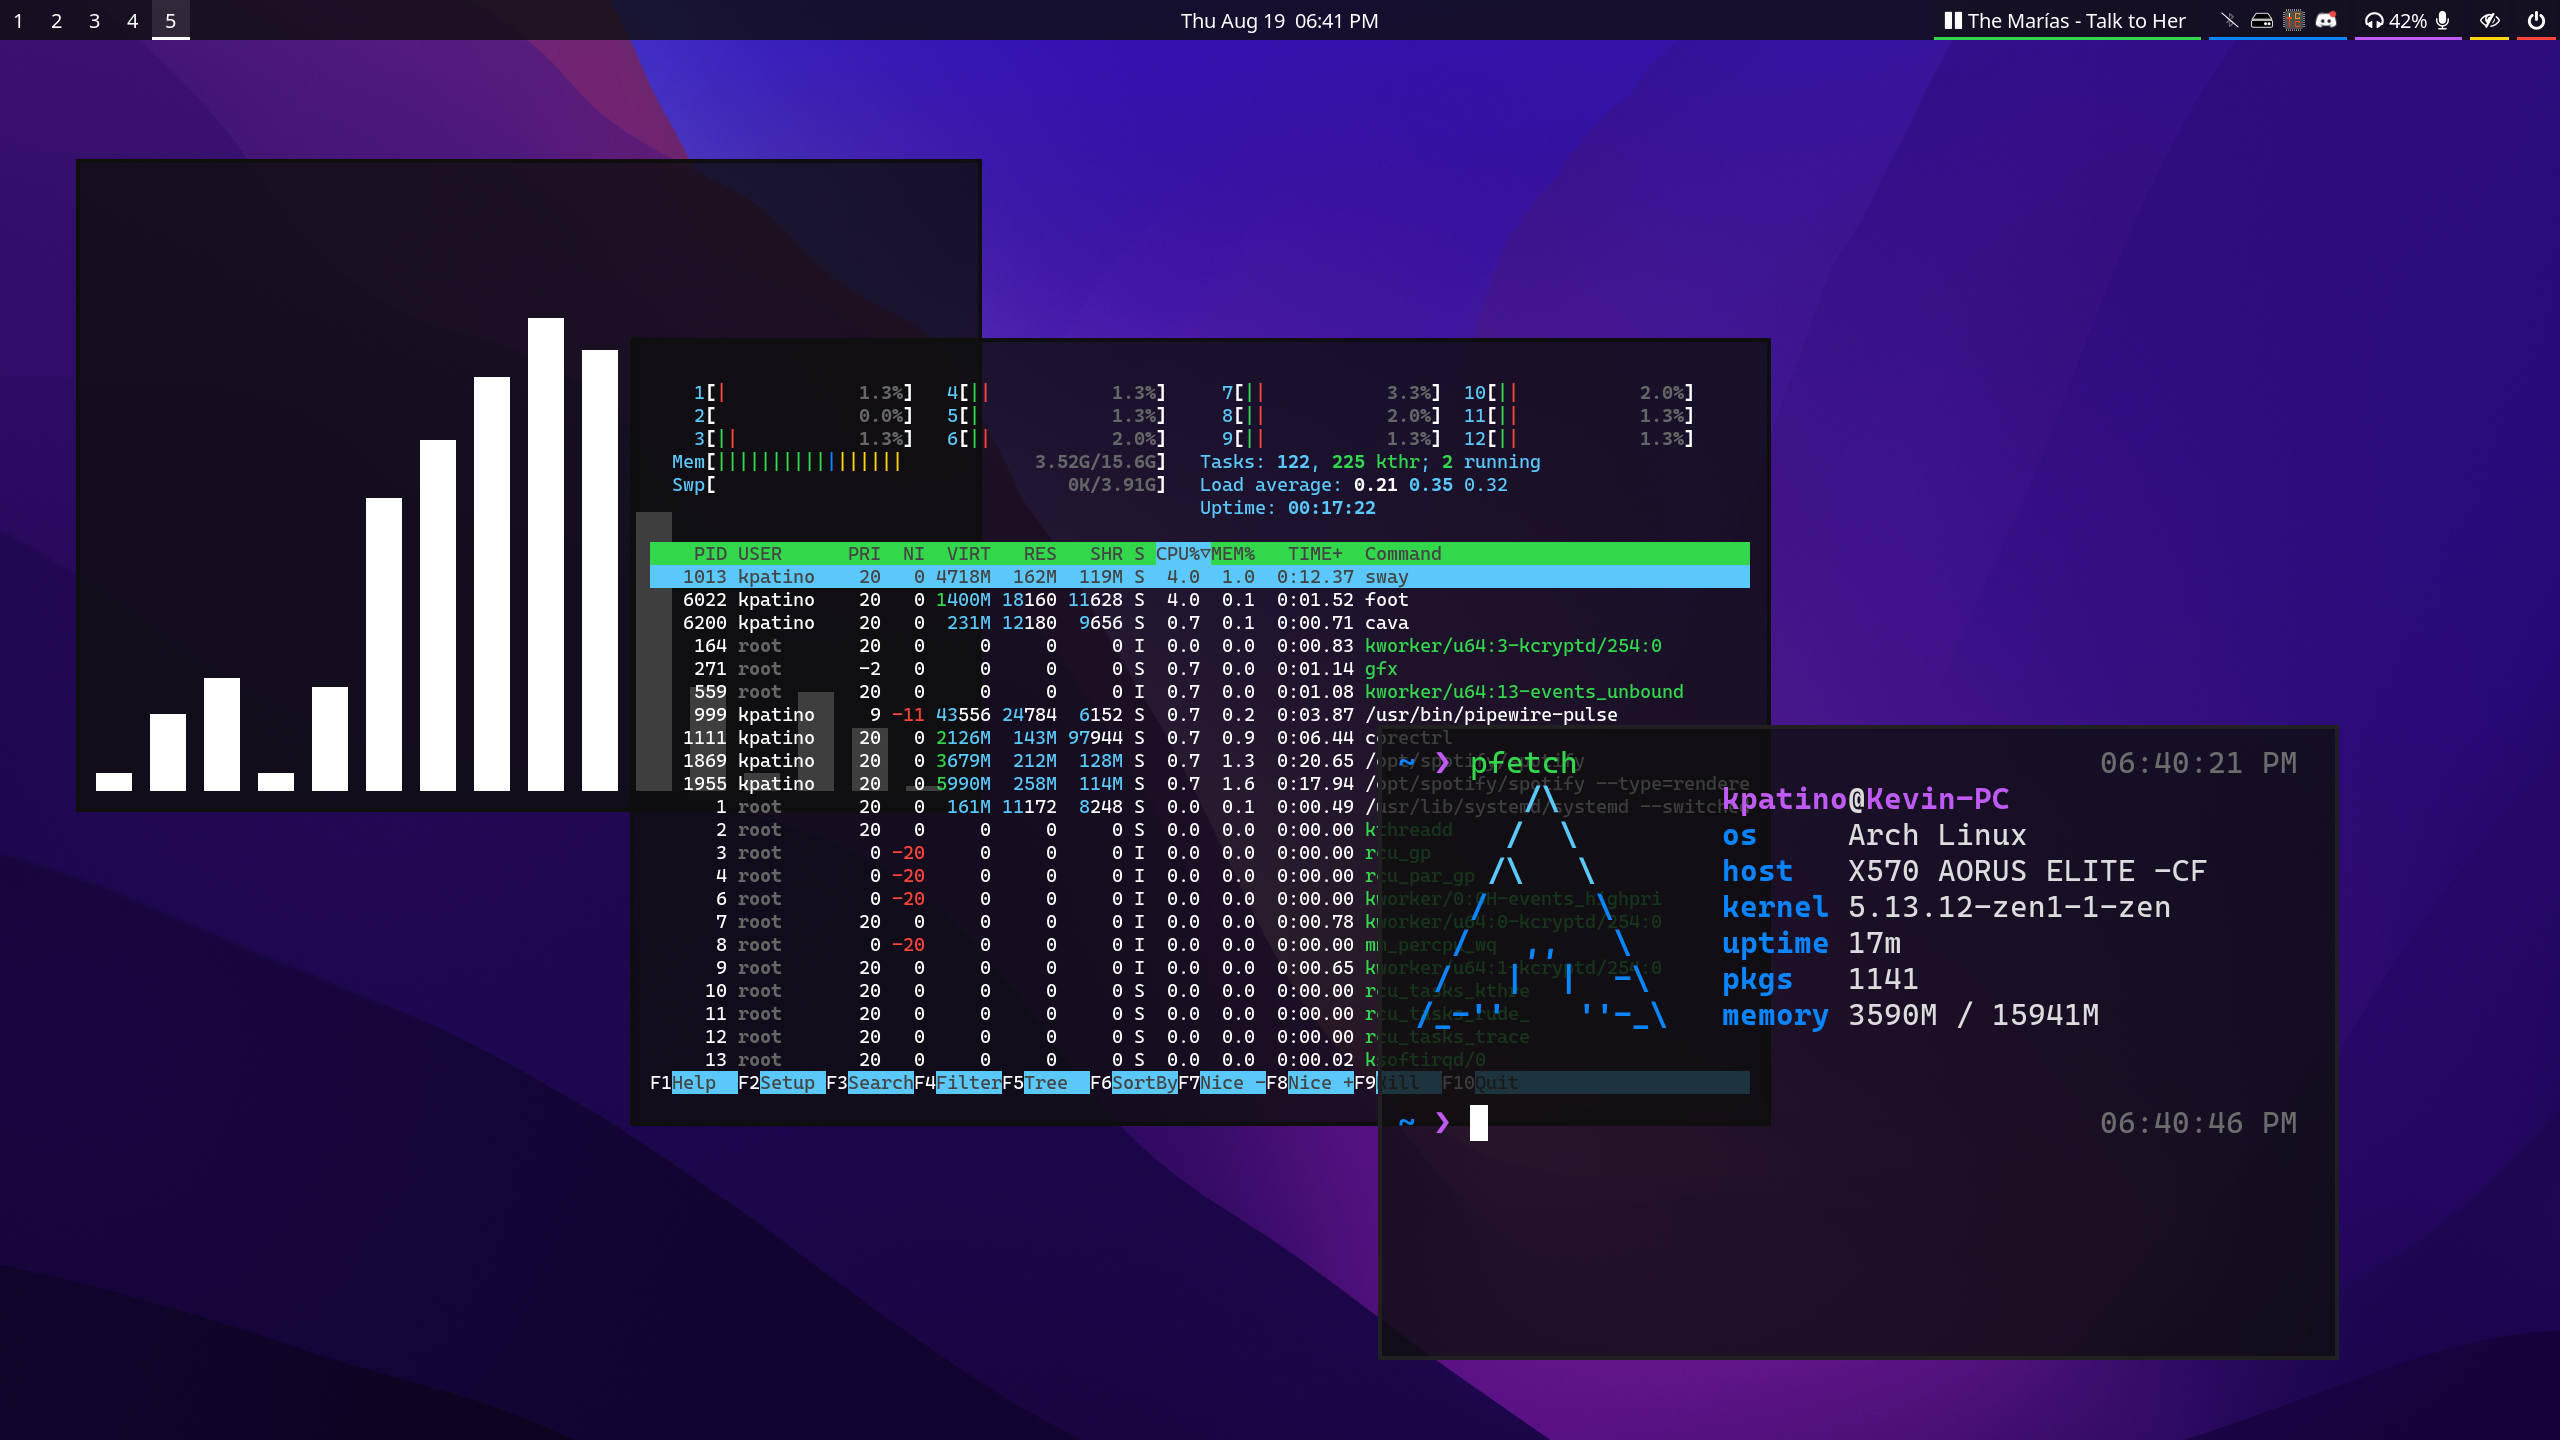 1 2 3 4 5
Thu Aug 19 06:41 PM
The Marías - Talk to Her
42%
1[| 1.3%] 4[|| 1.3%] 7[|| 3.3%] 10[|| 2.0%]
2[ 0.0%] 5[| 1.3%] 8[|| 2.0%] 11[|| 1.3%]
3[|| 1.3%] 6[|| 2.0%] 9[|| 1.3%] 12[|| 1.3%]
Mem[||||||||||||||||| 3.52G/15.6G] Tasks: 122, 225 kthr; 2 running
Swp[ 0K/3.91G] Load average: 0.21 0.35 0.32
Uptime: 00:17:22
PID USER PRI NI VIRT RES SHR S CPU%▽MEM% TIME+ Command
1013 kpatino 20 0 4718M 162M 119M S 4.0 1.0 0:12.37 sway
6022 kpatino 20 0 1400M 18160 11628 S 4.0 0.1 0:01.52 foot
6200 kpatino 20 0 231M 12180 9656 S 0.7 0.1 0:00.71 cava
164 root 20 0 0 0 0 I 0.7 0.0 0:00.83 kworker/u64:3-kcryptd/254:0
271 root -2 0 0 0 0 S 0.7 0.0 0:01.14 gfx
559 root 20 0 0 0 0 I 0.7 0.0 0:01.08 kworker/u64:13-events_unbound
999 kpatino 9 -11 43556 24784 6152 S 0.7 0.2 0:03.87 /usr/bin/pipewire-pulse
1111 kpatino 20 0 2126M 143M 97944 S 0.7 0.9 0:06.44 corectrl
1869 kpatino 20 0 3679M 212M 128M S 0.7 1.3 0:20.65 /opt/spotify/spotify
1955 kpatino 20 0 5990M 258M 114M S 0.7 1.6 0:17.94 /opt/spotify/spotify --type=rendere
1 root 20 0 161M 11172 8248 S 0.0 0.1 0:00.49 /usr/lib/systemd/systemd --switched
2 root 20 0 0 0 0 S 0.0 0.0 0:00.00 kthreadd
3 root 0 -20 0 0 0 I 0.0 0.0 0:00.00 rcu_gp
4 root 0 -20 0 0 0 I 0.0 0.0 0:00.00 rcu_par_gp
6 root 0 -20 0 0 0 I 0.0 0.0 0:00.00 kworker/0:0H-events_highpri
7 root 20 0 0 0 0 I 0.0 0.0 0:00.78 kworker/u64:0-kcryptd/254:0
8 root 0 -20 0 0 0 I 0.0 0.0 0:00.00 mm_percpu_wq
9 root 20 0 0 0 0 I 0.0 0.0 0:00.65 kworker/u64:1-kcryptd/254:0
10 root 20 0 0 0 0 S 0.0 0.0 0:00.00 rcu_tasks_kthre
11 root 20 0 0 0 0 S 0.0 0.0 0:00.00 rcu_tasks_rude_
12 root 20 0 0 0 0 S 0.0 0.0 0:00.00 rcu_tasks_trace
13 root 20 0 0 0 0 S 0.0 0.0 0:00.02 ksoftirqd/0
F1Help F2Setup F3SearchF4FilterF5Tree F6SortByF7Nice -F8Nice +F9Kill F10Quit
~ ❯ pfetch 06:40:21 PM
kpatino@Kevin-PC
os Arch Linux
host X570 AORUS ELITE -CF
kernel 5.13.12-zen1-1-zen
uptime 17m
pkgs 1141
memory 3590M / 15941M
~ ❯ 06:40:46 PM